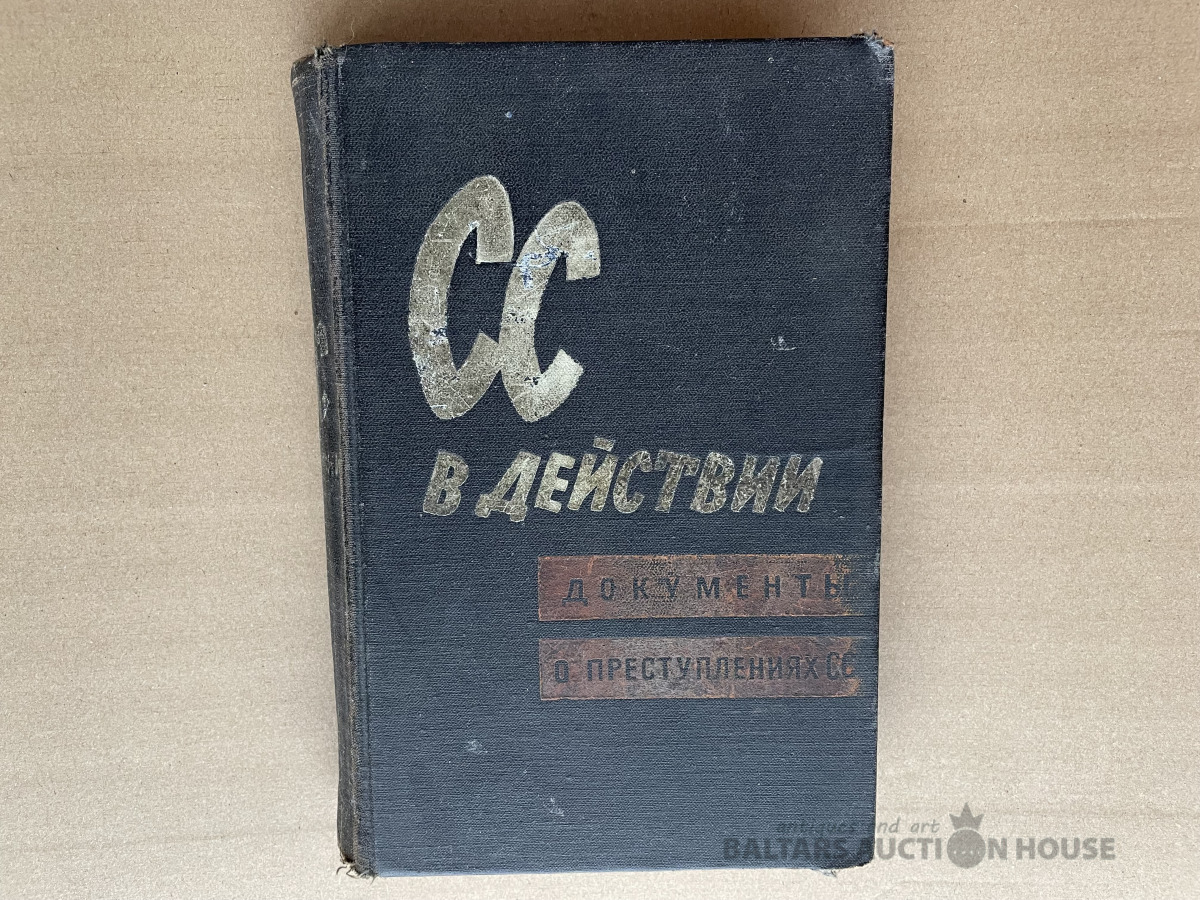 СС
В ДЕЙСТВИИ
ДОКУМЕНТЫ
О ПРЕСТУПЛЕНИЯХ СС
antiques and art
BALTARS AUCTION HOUSE